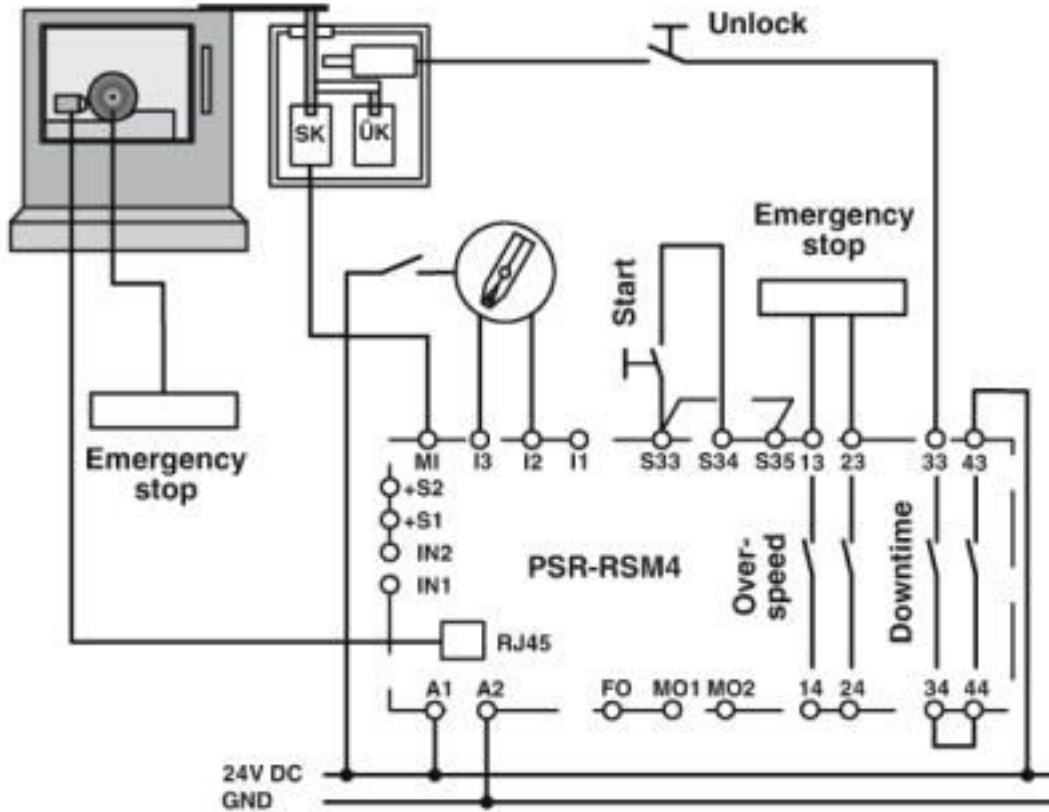 Unlock
SK
ÜK
Emergency
stop
Start
Emergency
stop
MI
I3
I2
I1
S33
S34
S35
13
23
33
43
+S2
+S1
IN2
IN1
PSR-RSM4
Over-
speed
Downtime
RJ45
A1
A2
FO
MO1
MO2
14
24
34
44
24V DC
GND